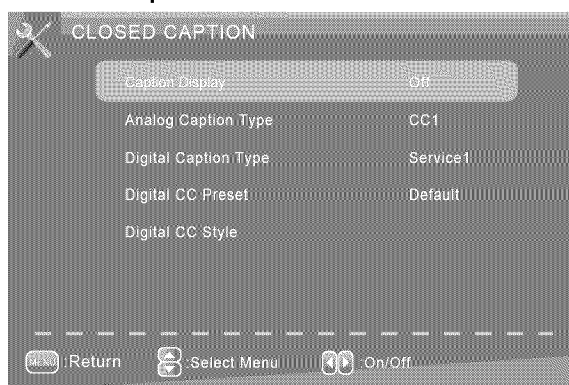 CLOSED CAPTION
Caption Display Off
Analog Caption Type CC1
Digital Caption Type Service1
Digital CC Preset Default
Digital CC Style
MENU :Return :Select Menu :On/Off